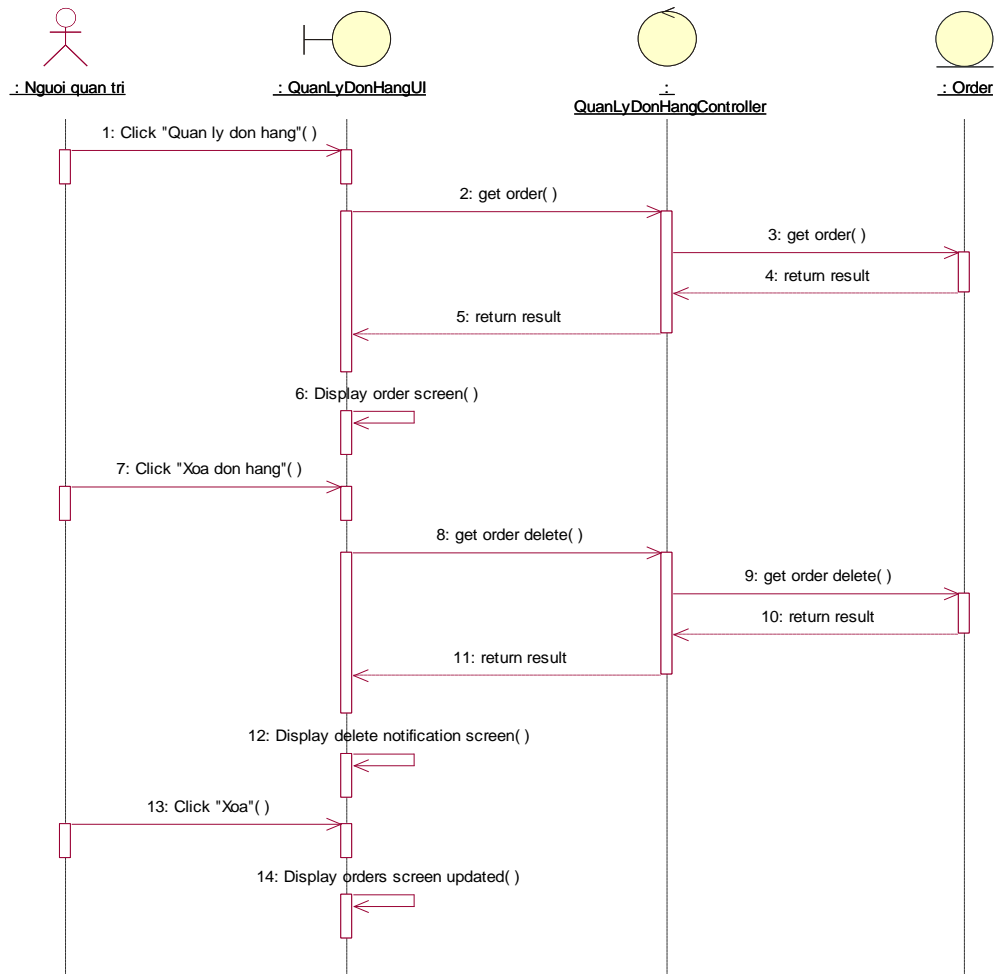 : Nguoi quan tri
: QuanLyDonHangUI
:
QuanLyDonHangController
: Order
1: Click "Quan ly don hang"( )
2: get order( )
3: get order( )
4: return result
5: return result
6: Display order screen( )
7: Click "Xoa don hang"( )
8: get order delete( )
9: get order delete( )
10: return result
11: return result
12: Display delete notification screen( )
13: Click "Xoa"( )
14: Display orders screen updated( )